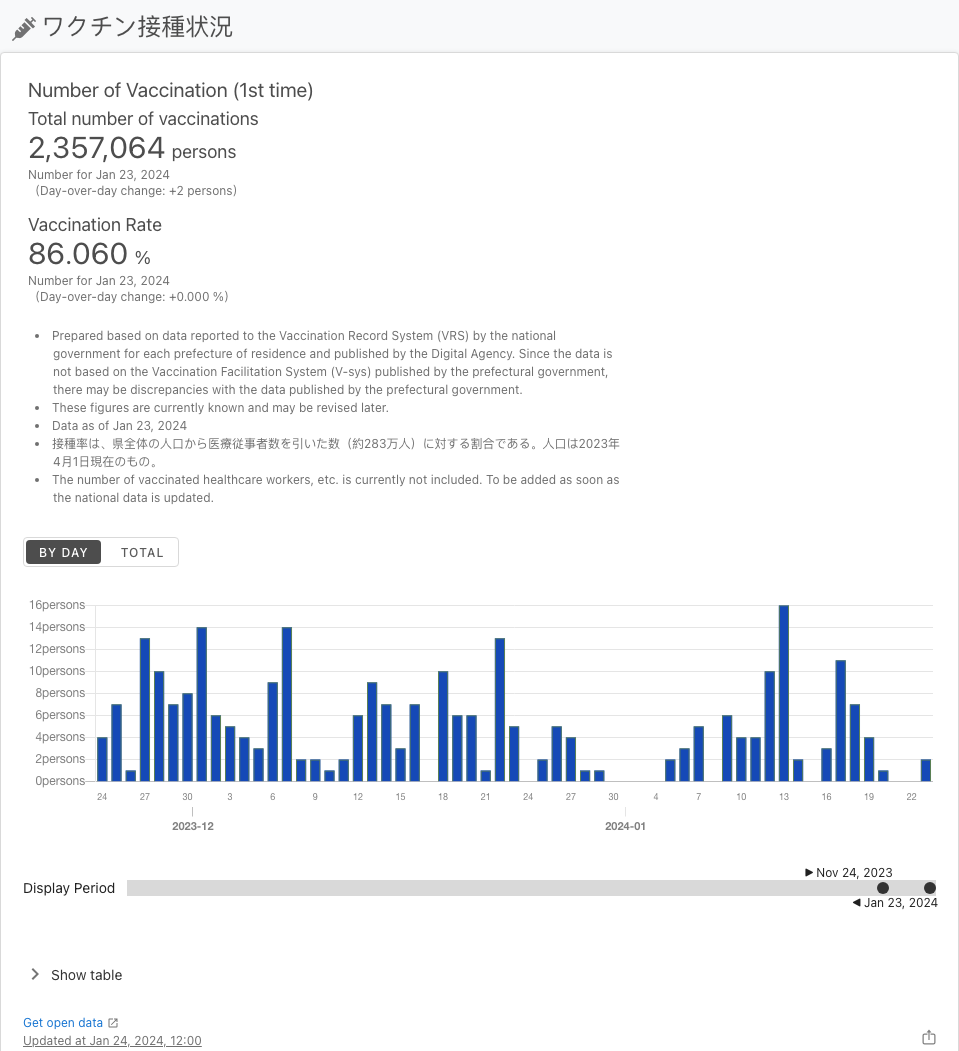 ワクチン接種状況
Number of Vaccination (1st time)
Total number of vaccinations
2,357,064 persons
Number for Jan 23, 2024
(Day-over-day change: +2 persons)
Vaccination Rate
86.060 %
Number for Jan 23, 2024
(Day-over-day change: +0.000 %)
• Prepared based on data reported to the Vaccination Record System (VRS) by the national
government for each prefecture of residence and published by the Digital Agency. Since the data is
not based on the Vaccination Facilitation System (V-sys) published by the prefectural government,
there may be discrepancies with the data published by the prefectural government.
• These figures are currently known and may be revised later.
• Data as of Jan 23, 2024
• 接種率は、県全体の人口から医療従事者数を引いた数（約283万人）に対する割合である。人口は2023年
4月1日現在のもの。
• The number of vaccinated healthcare workers, etc. is currently not included. To be added as soon as
the national data is updated.
BY DAY TOTAL
16persons
14persons
12persons
10persons
8persons
6persons
4persons
2persons
0persons
24 27 30 3 6 9 12 15 18 21 24 27 30 4 7 10 13 16 19 22
2023-12 2024-01
Nov 24, 2023
Display Period
Jan 23, 2024
Show table
Get open data
Updated at Jan 24, 2024, 12:00